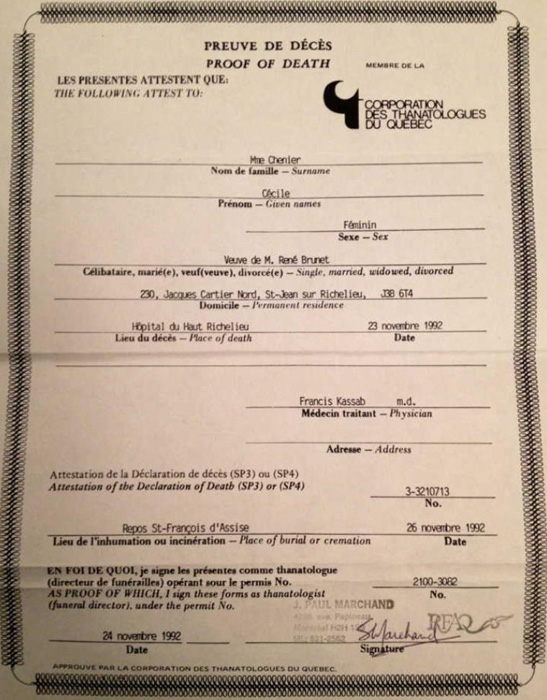 PREUVE DE DÉCÈS
PROOF OF DEATH
MEMBRE DE LA
LES PRESENTES ATTESTENT QUE:
THE FOLLOWING ATTEST TO:
CORPORATION
DES THANATOLOGUES
DU QUÉBEC
Mme Chenier
Nom de famille — Surname
Cécile
Prénom — Given names
Féminin
Sexe — Sex
Veuve de M. René Brunet
Célibataire, marié(e), veuf(veuve), divorcé(e) — Single, married, widowed, divorced
230, Jacques Cartier Nord, St-Jean sur Richelieu, J3B 6T4
Domicile — Permanent residence
Hôpital du Haut Richelieu 23 novembre 1992
Lieu du décès — Place of death Date
Francis Kassab m.d.
Médecin traitant — Physician
Adresse — Address
Attestation de la Déclaration de décès (SP3) ou (SP4)
Attestation of the Declaration of Death (SP3) or (SP4)
3-3210713
No.
Repos St-François d'Assise 26 novembre 1992
Lieu de l'inhumation ou incinération — Place of burial or cremation Date
EN FOI DE QUOI, je signe les présentes comme thanatologue
(directeur de funérailles) opérant sour le permis No. 2100-3082
AS PROOF OF WHICH, I sign these forms as thanatologist No.
(funeral director), under the permit No. J. PAUL MARCHAND
24 novembre 1992
Date Signature
APPROUVÉ PAR LA CORPORATION DES THANATOLOGUES DU QUEBEC.